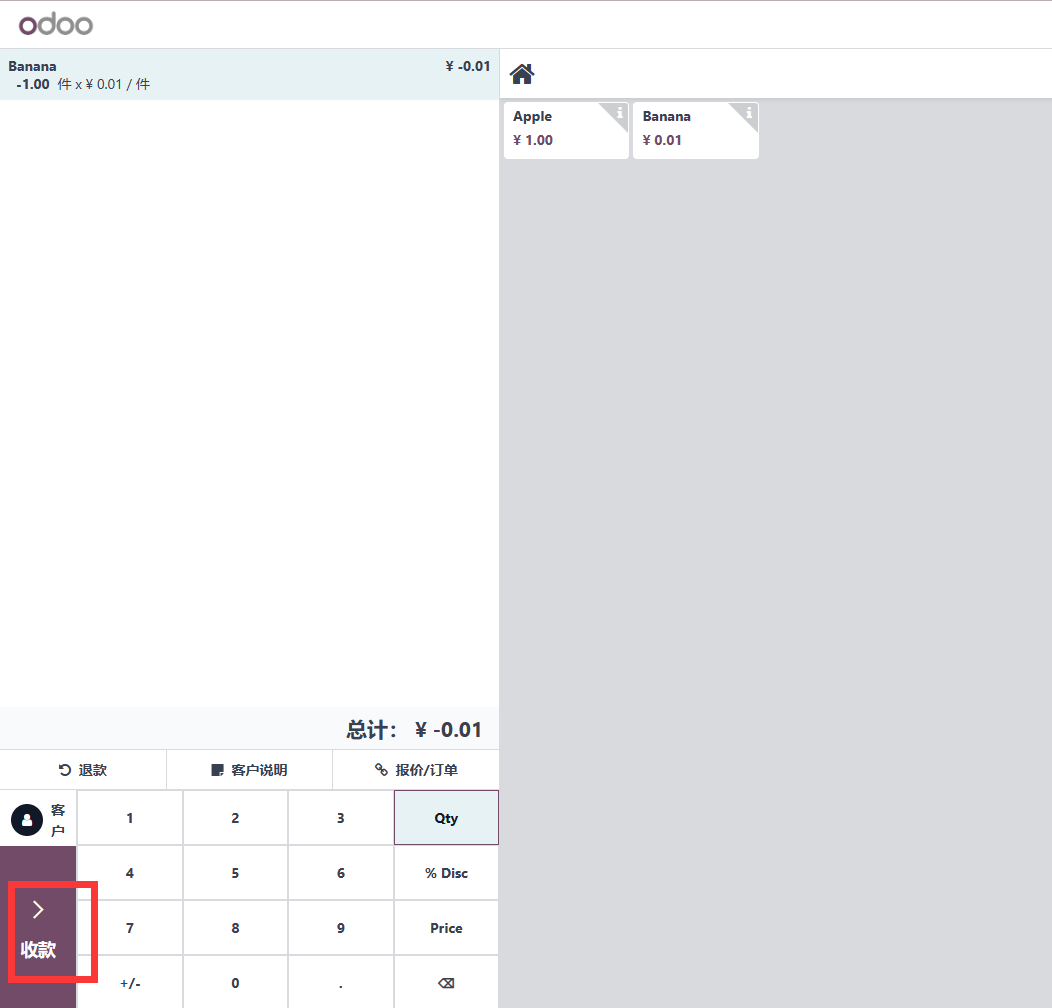 odoo
Banana ¥ -0.01
-1.00 件 x ¥ 0.01 / 件
Apple
¥ 1.00
Banana
¥ 0.01
总计： ¥ -0.01
退款 客户说明 报价/订单
客户
1 2 3 Qty
4 5 6 % Disc
7 8 9 Price
收款
+/- 0 .